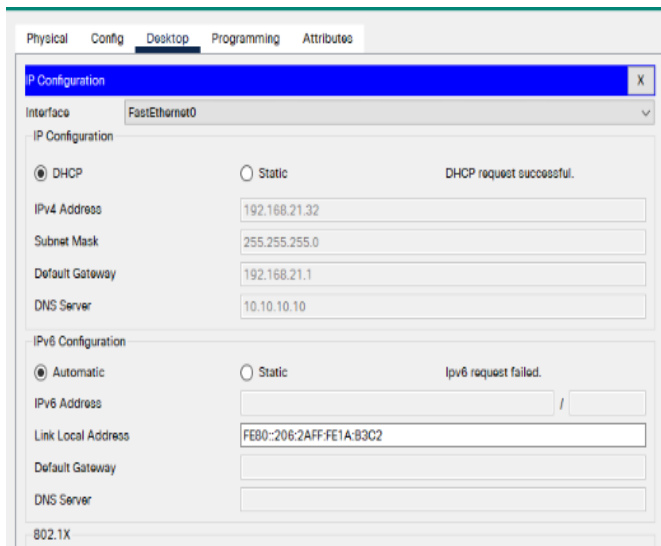 Physical Config Desktop Programming Attributes
IP Configuration X
Interface FastEthernet0
IP Configuration
DHCP Static DHCP request successful.
IPv4 Address 192.168.21.32
Subnet Mask 255.255.255.0
Default Gateway 192.168.21.1
DNS Server 10.10.10.10
IPv6 Configuration
Automatic Static Ipv6 request failed.
IPv6 Address /
Link Local Address FE80::206:2AFF:FE1A:B3C2
Default Gateway
DNS Server
802.1X